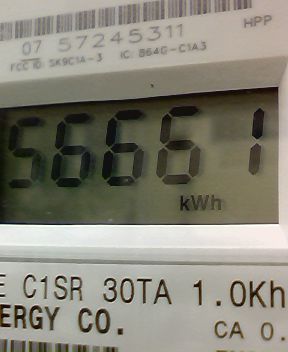 HPP
07 57245311
FCC ID: SK9C1A-3 IC: 864G-C1A3
56661
kWh
E C1SR 30TA 1.0Kh
ERGY CO.
CA 0.